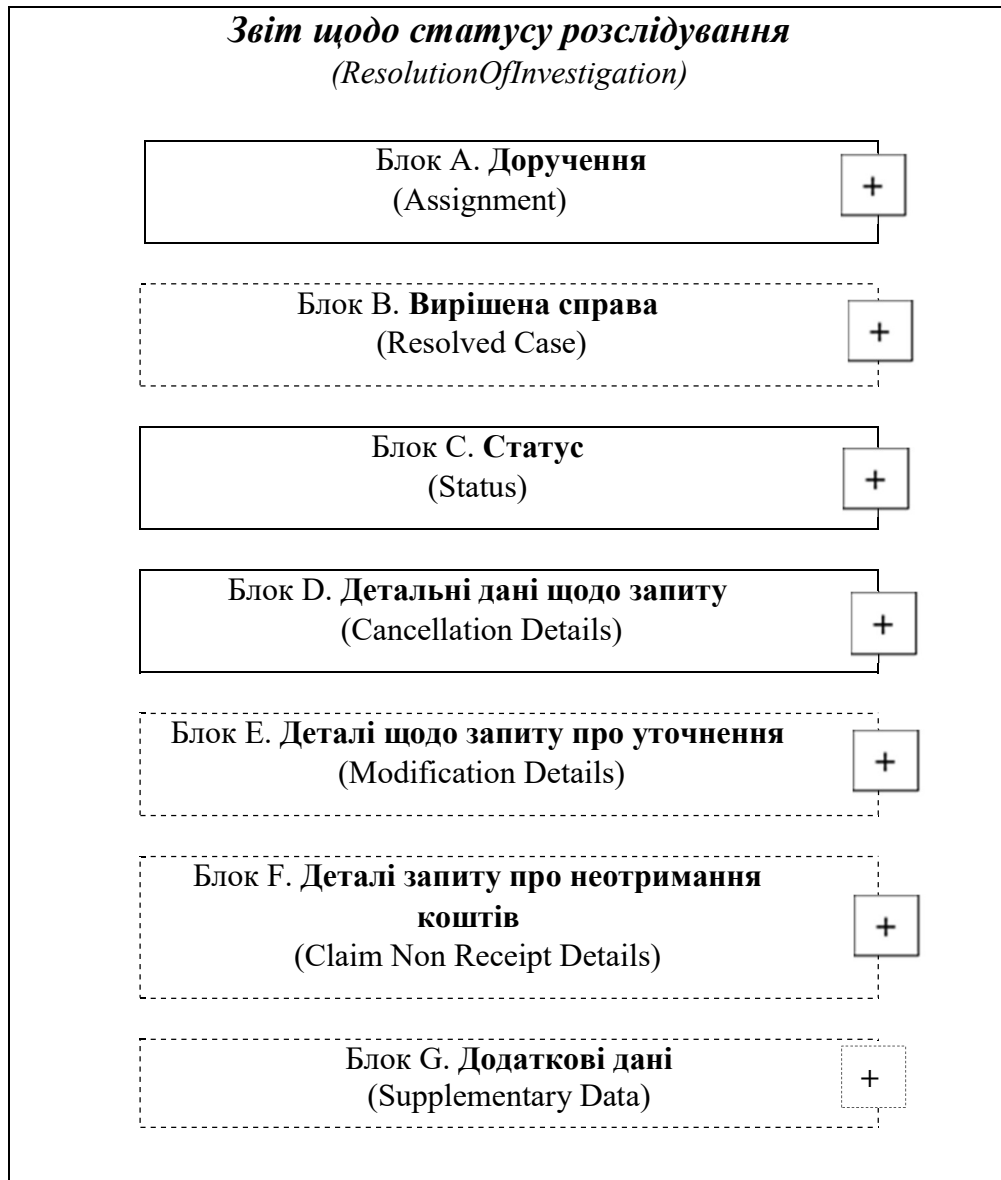 Звіт щодо статусу розслідування
(ResolutionOfInvestigation)
Блок A. Доручення
(Assignment)
+
Блок B. Вирішена справа
(Resolved Case)
+
Блок C. Статус
(Status)
+
Блок D. Детальні дані щодо запиту
(Cancellation Details)
+
Блок E. Деталі щодо запиту про уточнення
(Modification Details)
+
Блок F. Деталі запиту про неотримання
коштів
(Claim Non Receipt Details)
+
Блок G. Додаткові дані
(Supplementary Data)
+